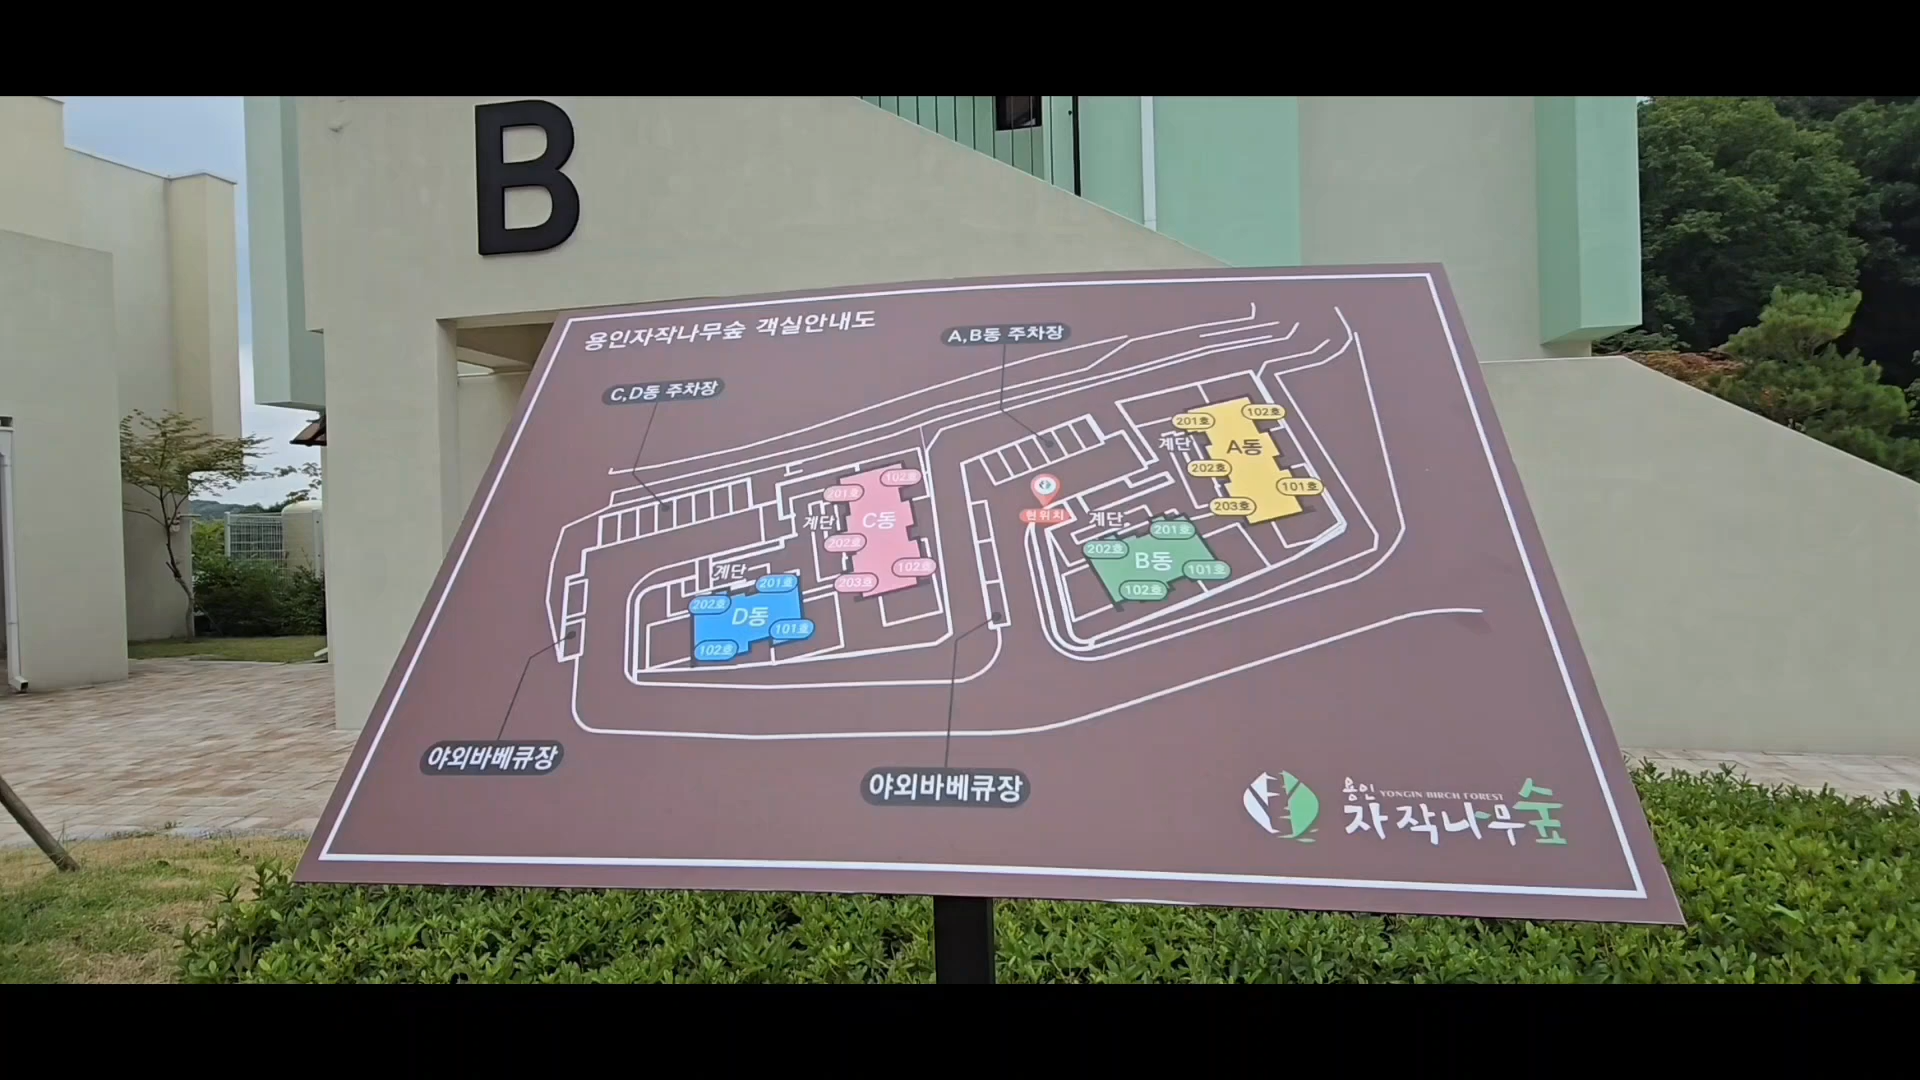 B
용인자작나무숲 객실안내도
A,B동 주차장
C,D동 주차장
201호
102호
계단
A동
202호
101호
203호
현위치
계단
201호
202호
B동
101호
102호
102호
201호
계단
C동
202호
102호
203호
계단
201호
202호
D동
101호
102호
야외바베큐장
야외바베큐장
용인 YONGIN BIRCH FOREST
자작나무숲